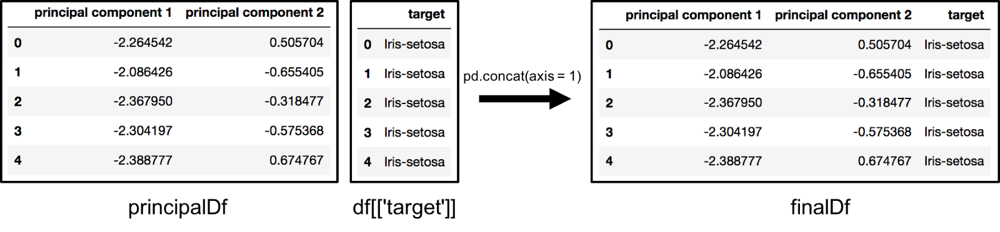 principal component 1 principal component 2
0 -2.264542 0.505704
1 -2.086426 -0.655405
2 -2.367950 -0.318477
3 -2.304197 -0.575368
4 -2.388777 0.674767
principalDf
target
0 Iris-setosa
1 Iris-setosa
2 Iris-setosa
3 Iris-setosa
4 Iris-setosa
df[['target']]
pd.concat(axis = 1)
principal component 1 principal component 2 target
0 -2.264542 0.505704 Iris-setosa
1 -2.086426 -0.655405 Iris-setosa
2 -2.367950 -0.318477 Iris-setosa
3 -2.304197 -0.575368 Iris-setosa
4 -2.388777 0.674767 Iris-setosa
finalDf